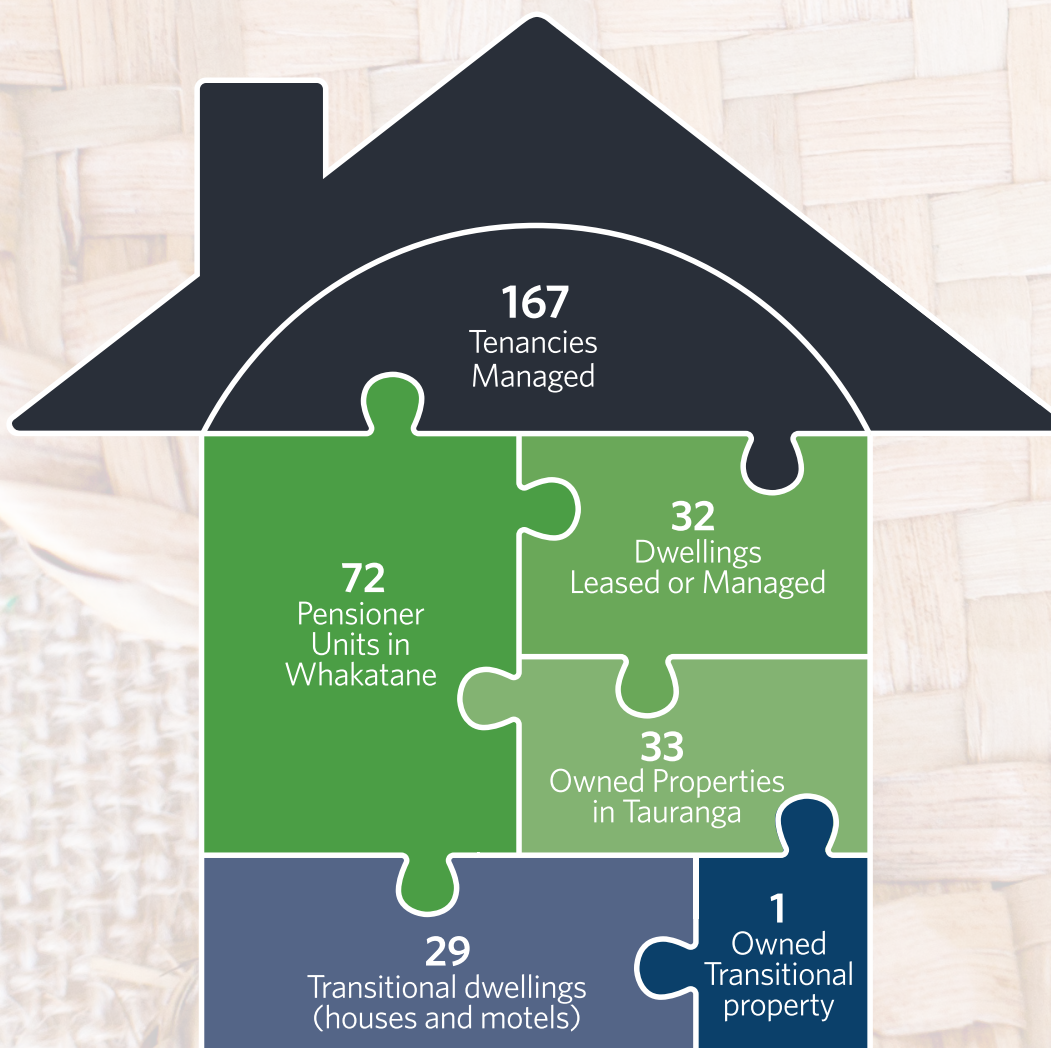 167
Tenancies
Managed
72
Pensioner
Units in
Whakatane
32
Dwellings
Leased or Managed
33
Owned Properties
in Tauranga
29
Transitional dwellings
(houses and motels)
1
Owned
Transitional
property